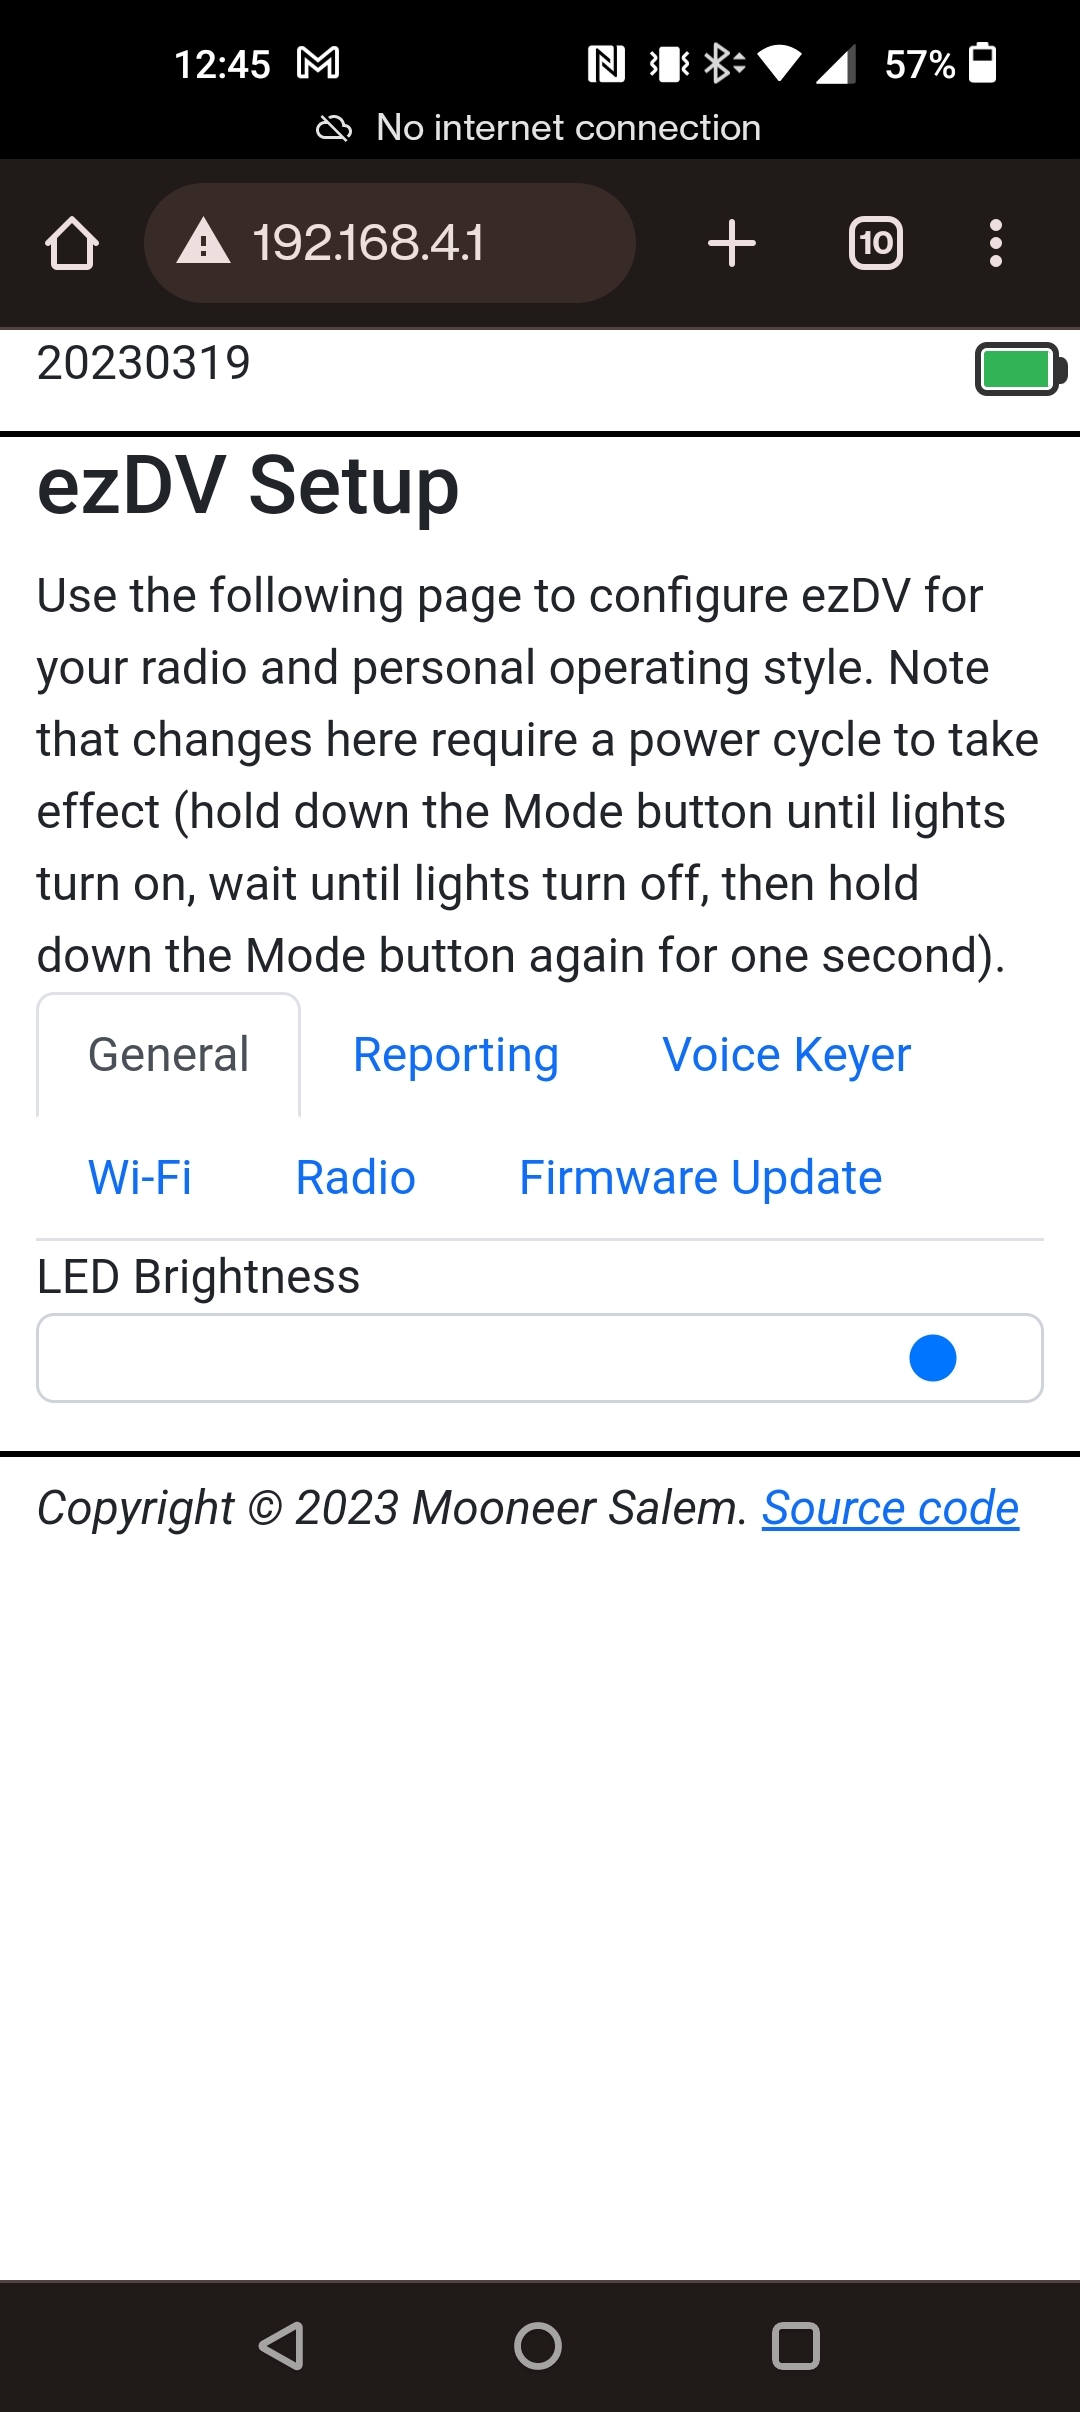 12:45 57%
No internet connection
192.168.4.1 10
20230319
ezDV Setup
Use the following page to configure ezDV for
your radio and personal operating style. Note
that changes here require a power cycle to take
effect (hold down the Mode button until lights
turn on, wait until lights turn off, then hold
down the Mode button again for one second).
General Reporting Voice Keyer
Wi-Fi Radio Firmware Update
LED Brightness
Copyright © 2023 Mooneer Salem. Source code